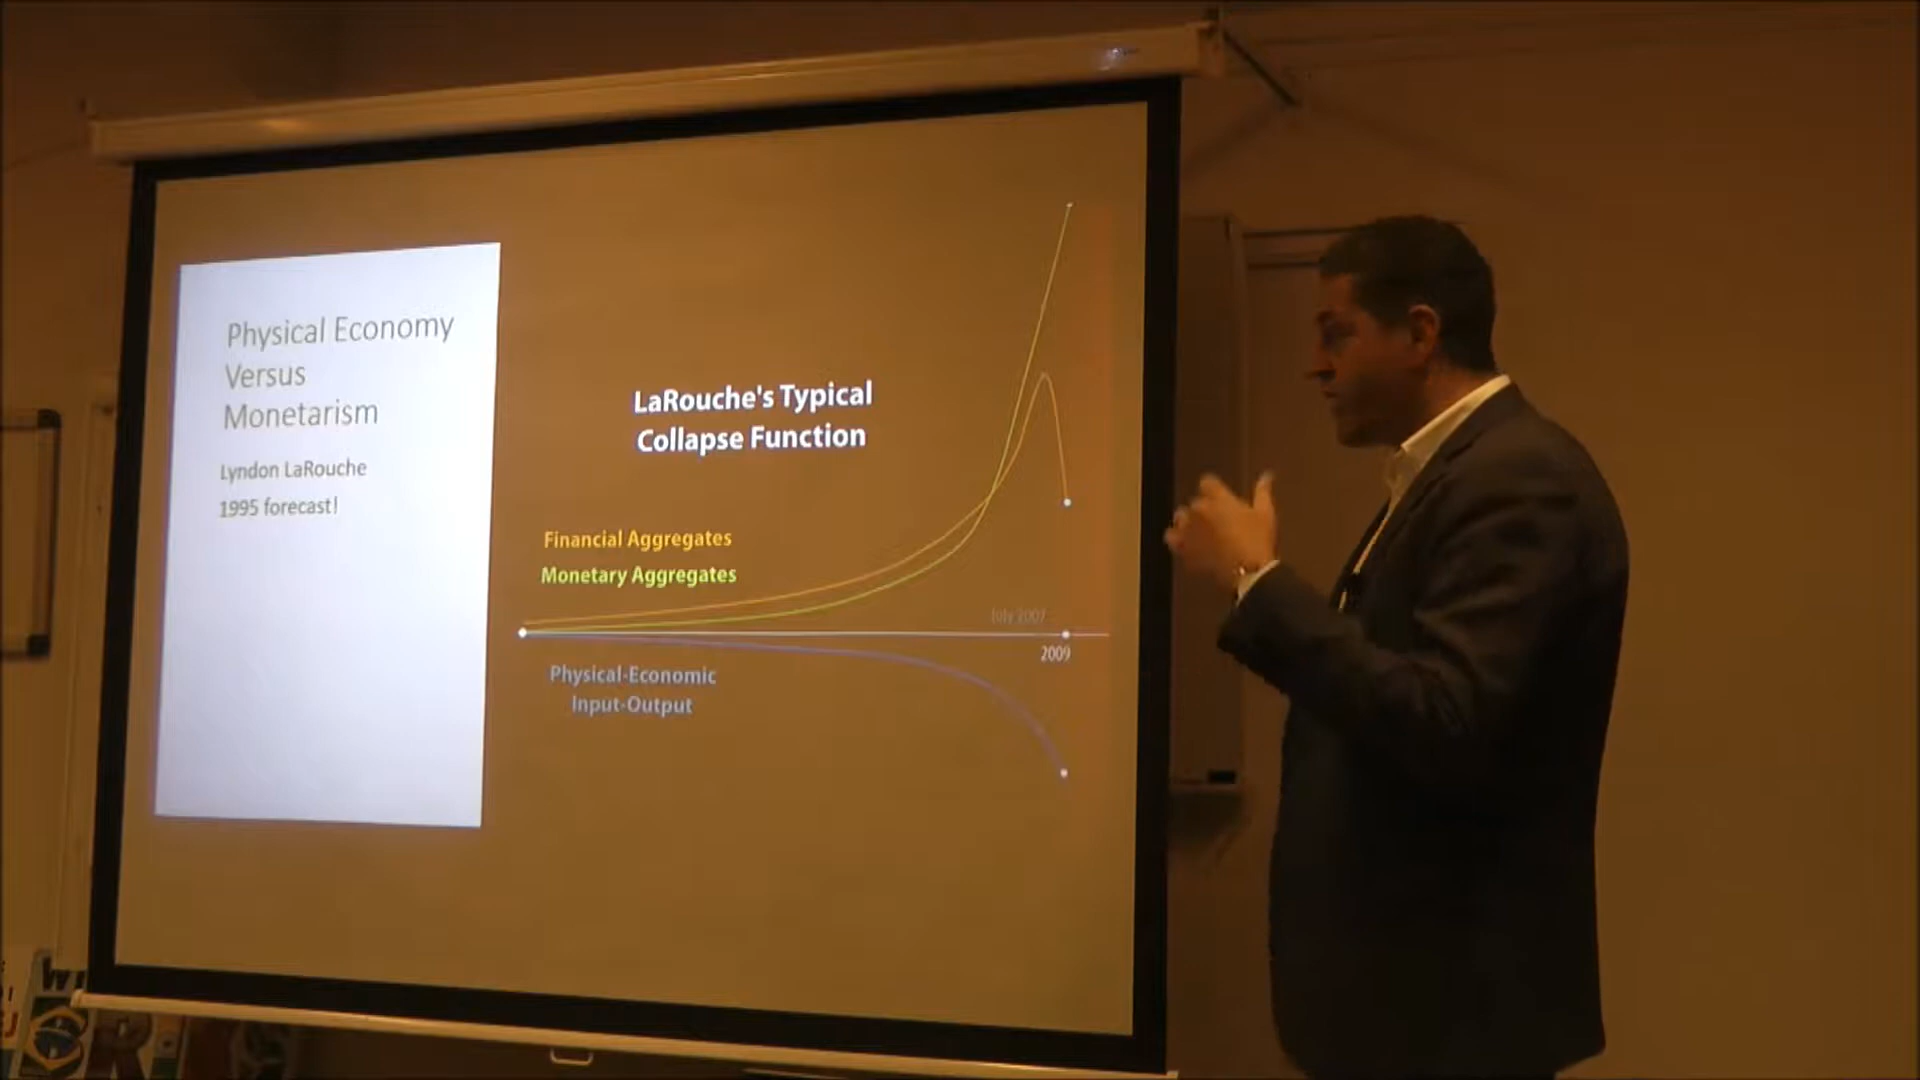 Physical Economy
Versus
Monetarism
Lyndon LaRouche
1995 forecast!
LaRouche's Typical
Collapse Function
Financial Aggregates
Monetary Aggregates
July 2007
2009
Physical-Economic
Input-Output